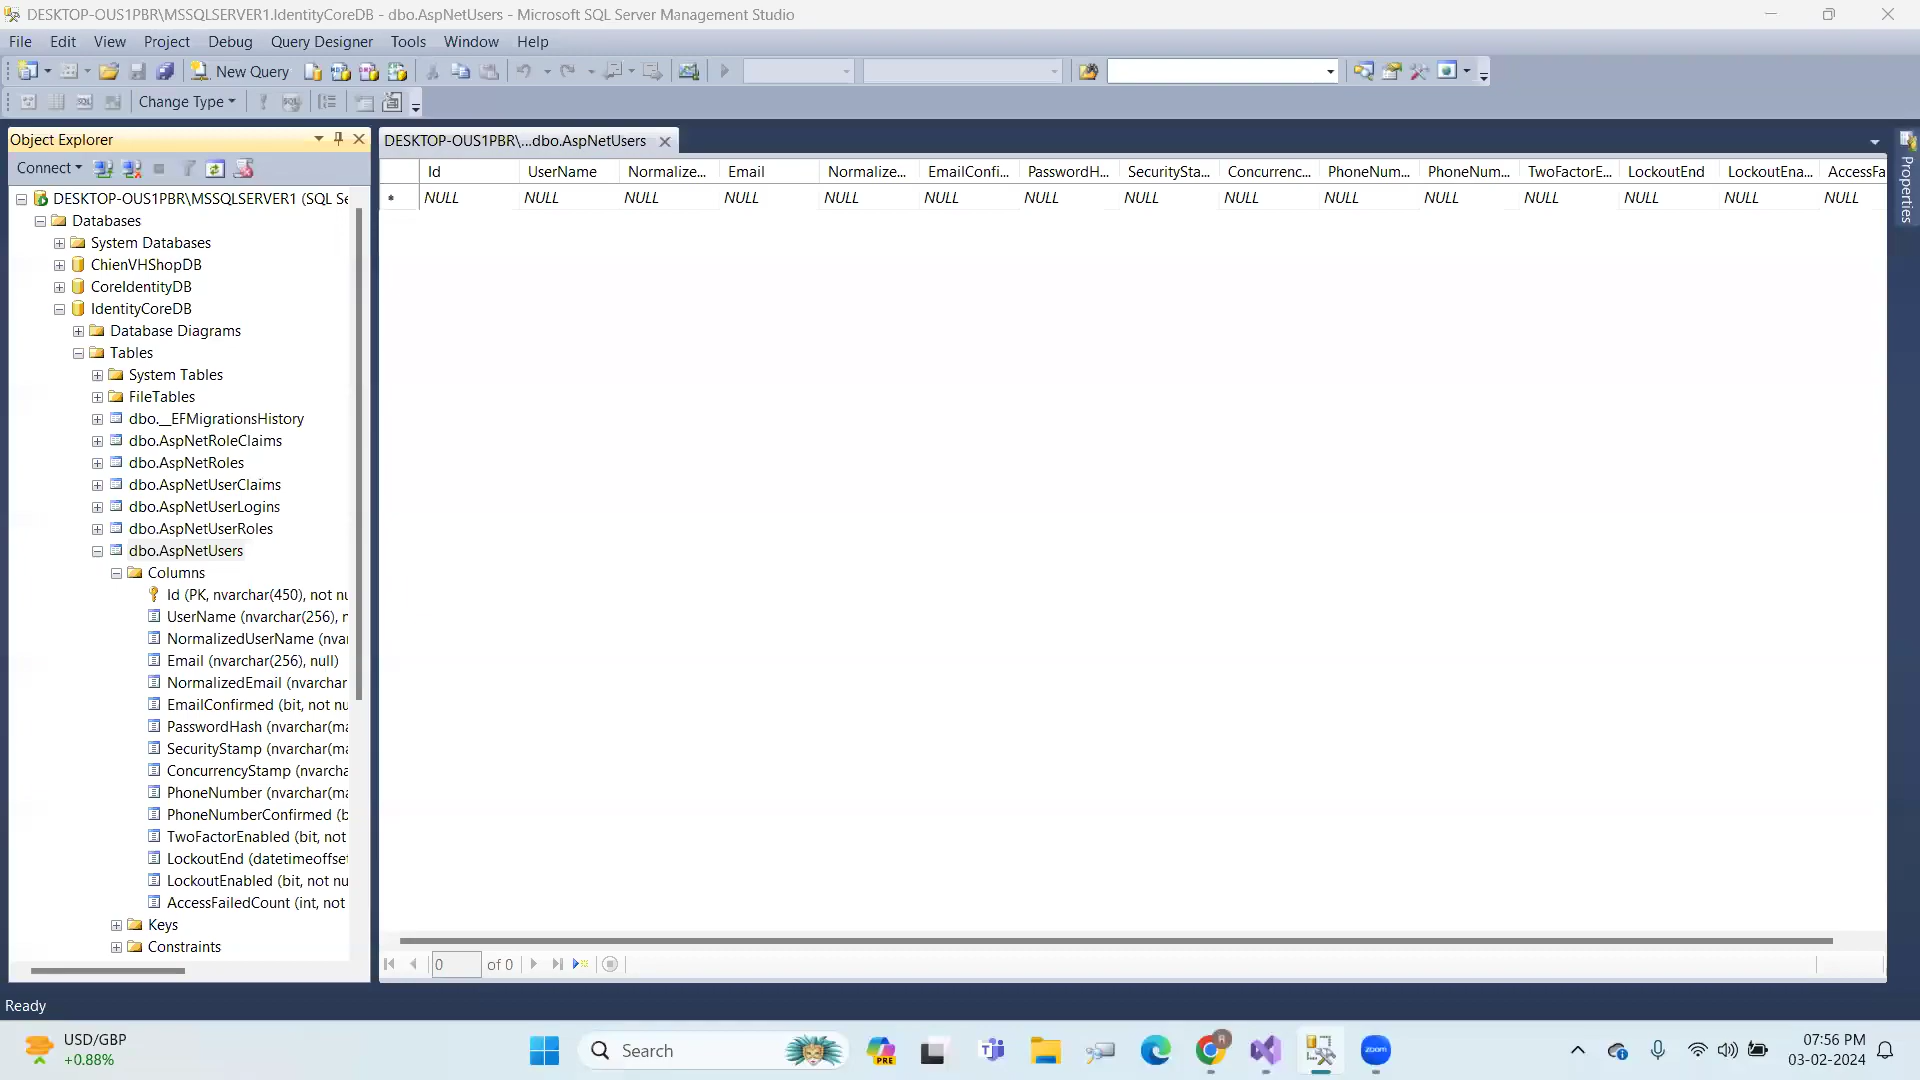 DESKTOP-OUS1PBR\MSSQLSERVER1.IdentityCoreDB - dbo.AspNetUsers - Microsoft SQL Server Management Studio
File Edit View Project Debug Query Designer Tools Window Help
New Query
Change Type
Object Explorer
DESKTOP-OUS1PBR\...dbo.AspNetUsers
Connect
Id UserName Normalize... Email Normalize... EmailConfi... PasswordH... SecuritySta... Concurrenc... PhoneNum... PhoneNum... TwoFactorE... LockoutEnd LockoutEna... AccessFa
NULL NULL NULL NULL NULL NULL NULL NULL NULL NULL NULL NULL NULL NULL NULL
Properties
DESKTOP-OUS1PBR\MSSQLSERVER1 (SQL Se
Databases
System Databases
ChienVHShopDB
CoreIdentityDB
IdentityCoreDB
Database Diagrams
Tables
System Tables
FileTables
dbo.__EFMigrationsHistory
dbo.AspNetRoleClaims
dbo.AspNetRoles
dbo.AspNetUserClaims
dbo.AspNetUserLogins
dbo.AspNetUserRoles
dbo.AspNetUsers
Columns
Id (PK, nvarchar(450), not nu
UserName (nvarchar(256), n
NormalizedUserName (nvar
Email (nvarchar(256), null)
NormalizedEmail (nvarchar
EmailConfirmed (bit, not nu
PasswordHash (nvarchar(ma
SecurityStamp (nvarchar(ma
ConcurrencyStamp (nvarcha
PhoneNumber (nvarchar(ma
PhoneNumberConfirmed (b
TwoFactorEnabled (bit, not
LockoutEnd (datetimeoffset
LockoutEnabled (bit, not nu
AccessFailedCount (int, not
Keys
Constraints
0 of 0
Ready
USD/GBP
+0.88%
Search
PRE
R
zoom
07:56 PM
03-02-2024